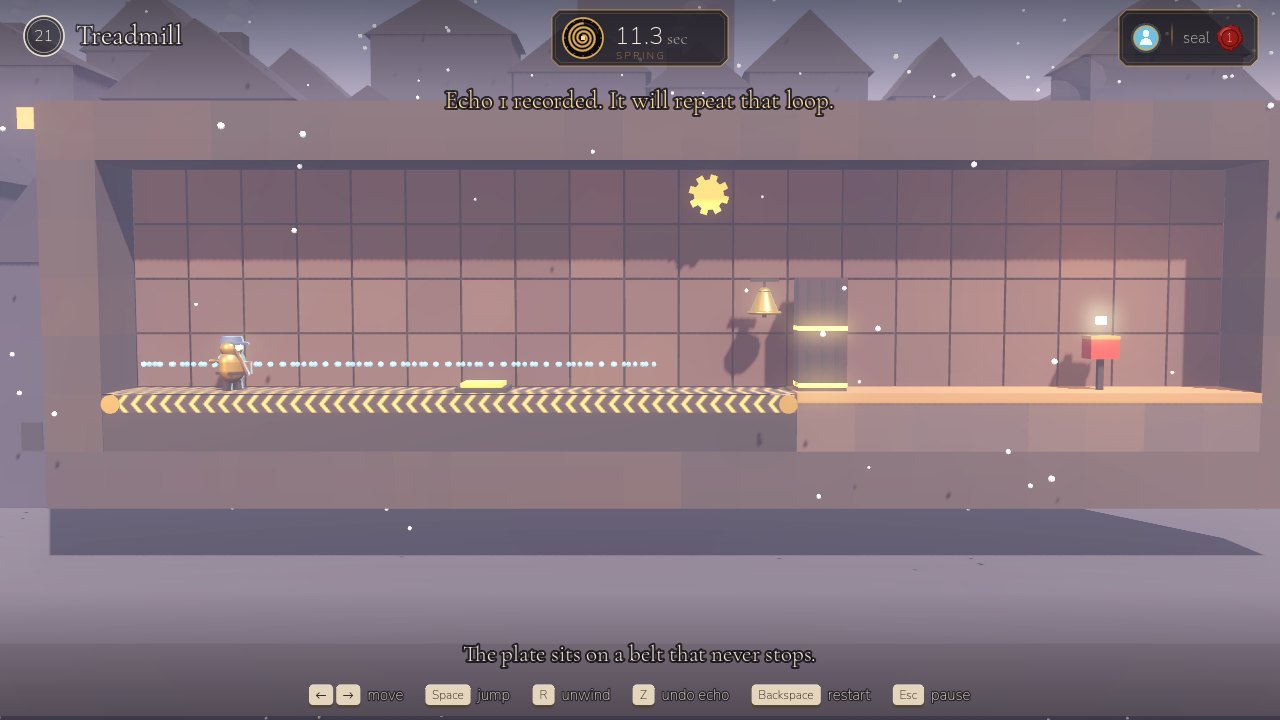 21 Treadmill
11.3 sec
SPRING
seal 1
Echo 1 recorded. It will repeat that loop.
The plate sits on a belt that never stops.
← → move Space jump R unwind Z undo echo Backspace restart Esc pause